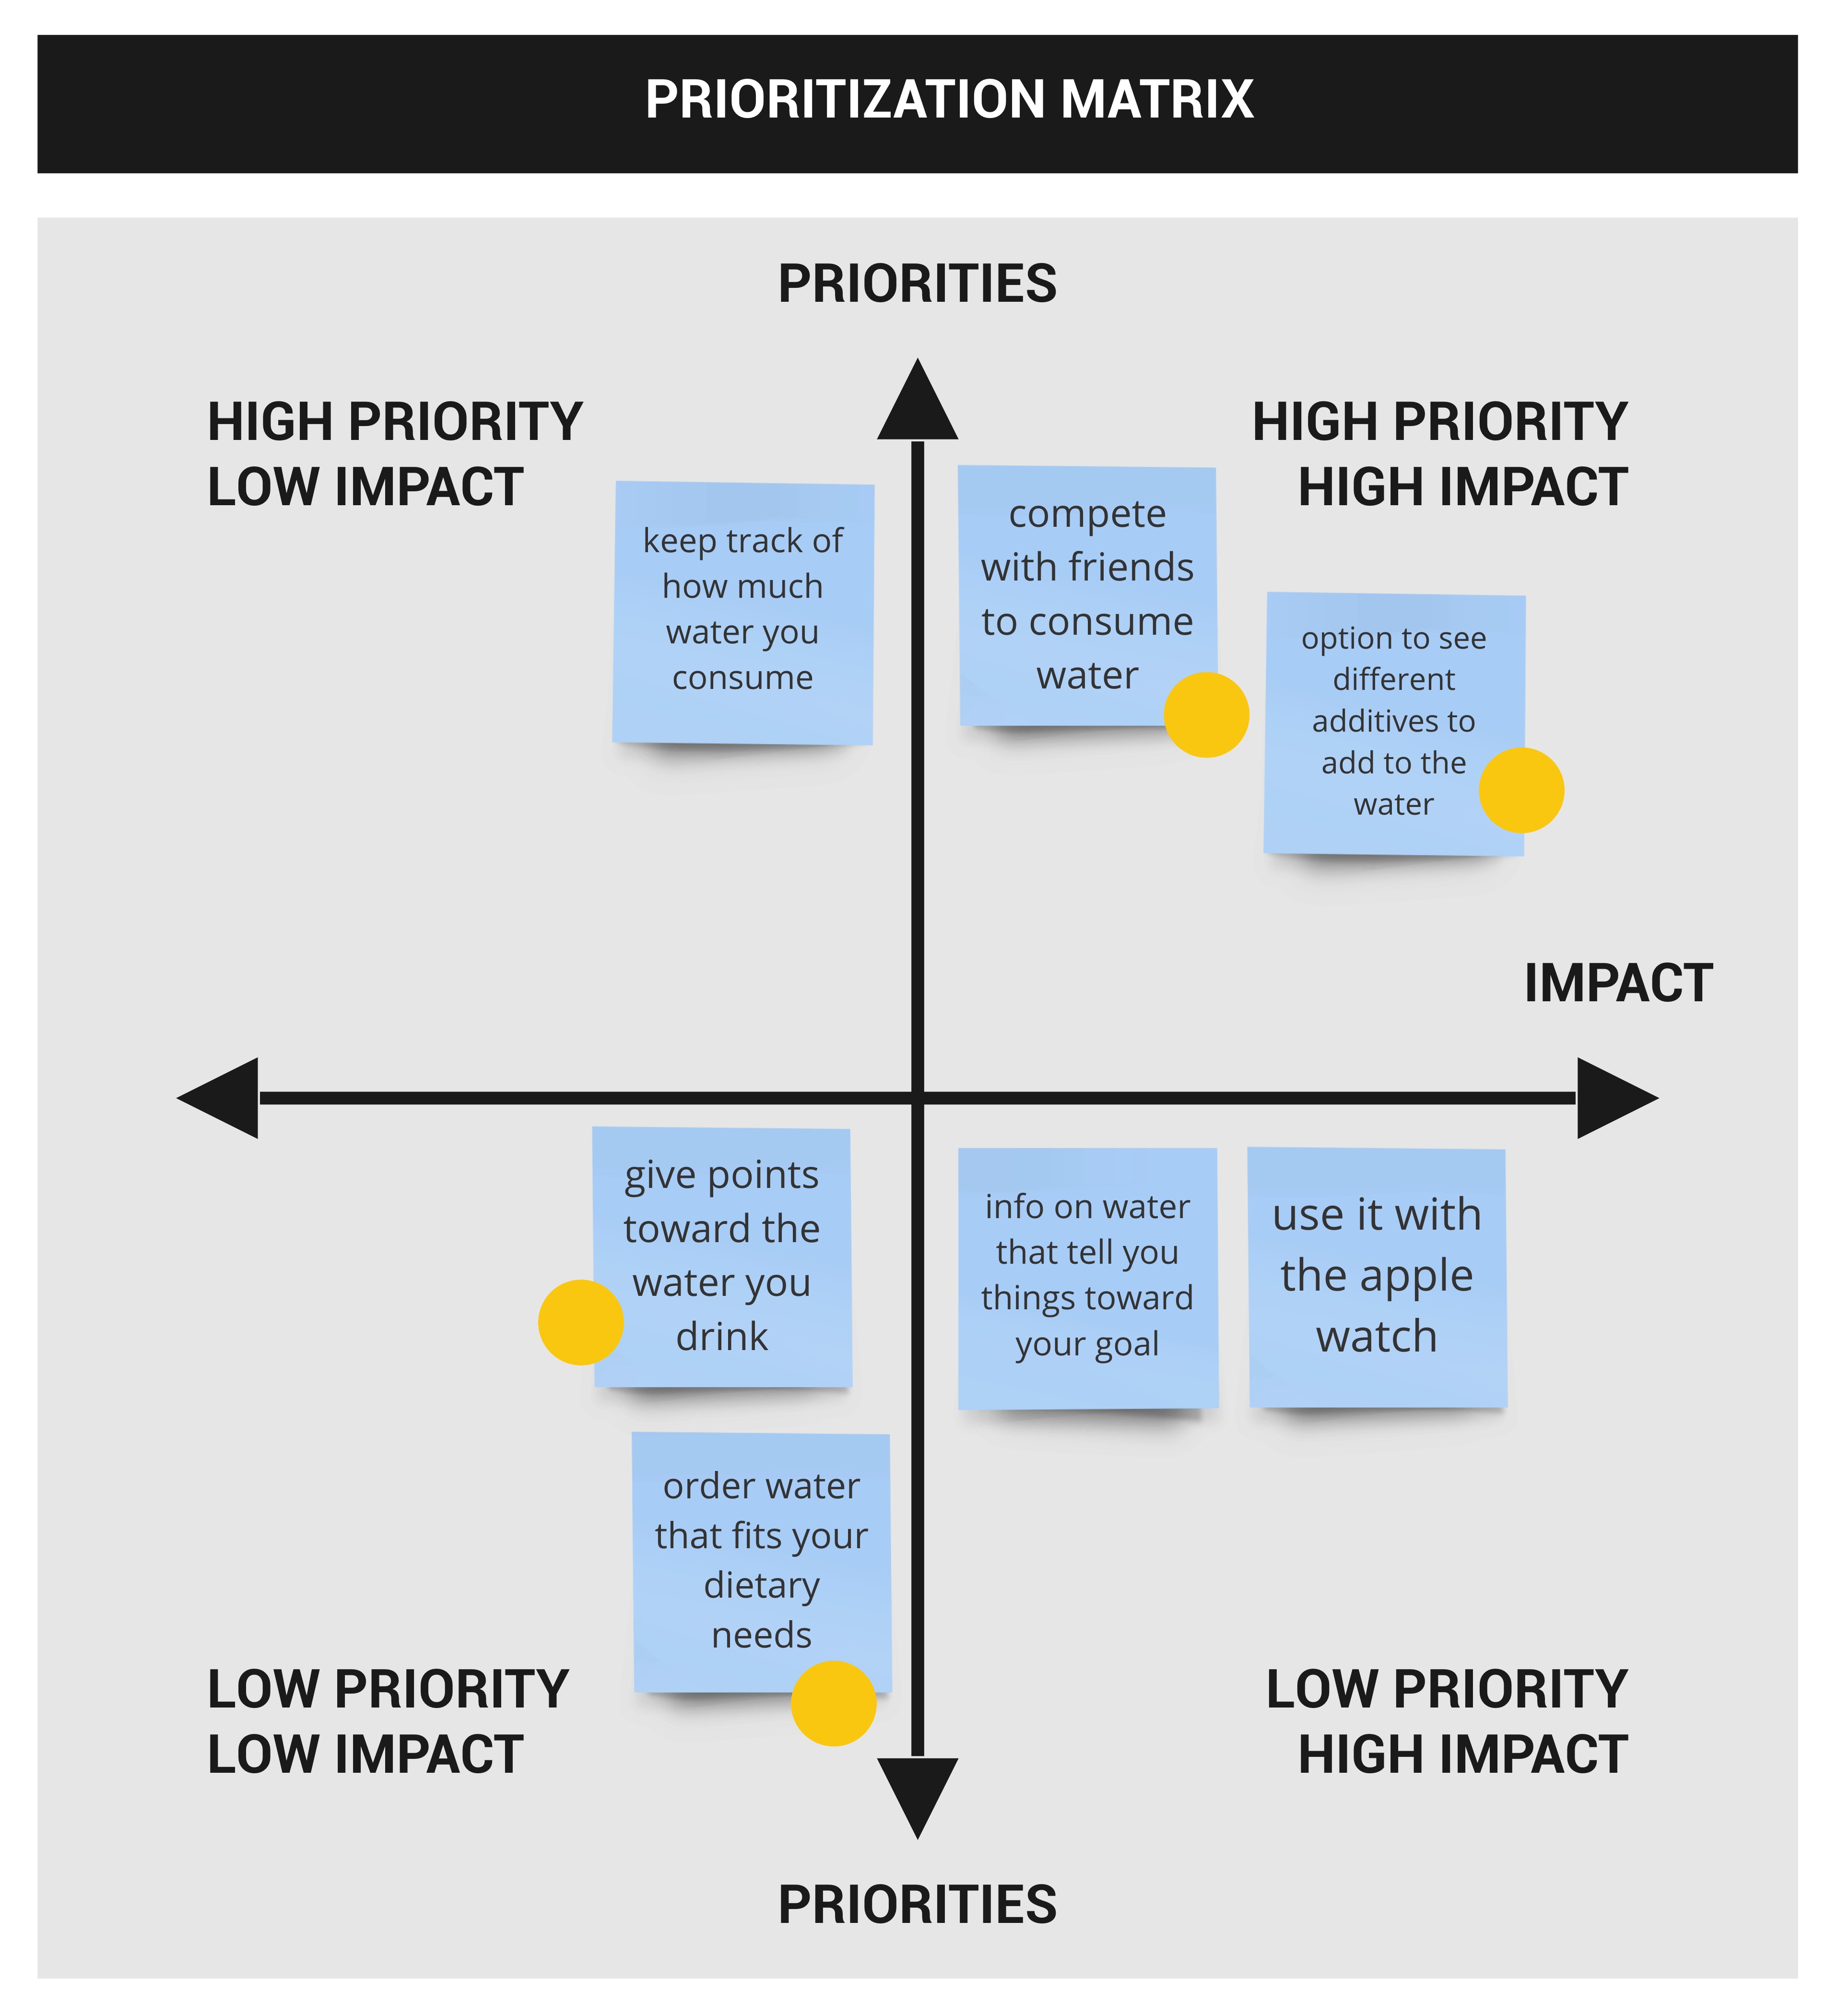 PRIORITIZATION MATRIX
PRIORITIES
HIGH PRIORITY
LOW IMPACT
HIGH PRIORITY
HIGH IMPACT
keep track of
how much
water you
consume
compete
with friends
to consume
water
option to see
different
additives to
add to the
water
IMPACT
give points
toward the
water you
drink
info on water
that tell you
things toward
your goal
use it with
the apple
watch
order water
that fits your
dietary
needs
LOW PRIORITY
LOW IMPACT
LOW PRIORITY
HIGH IMPACT
PRIORITIES